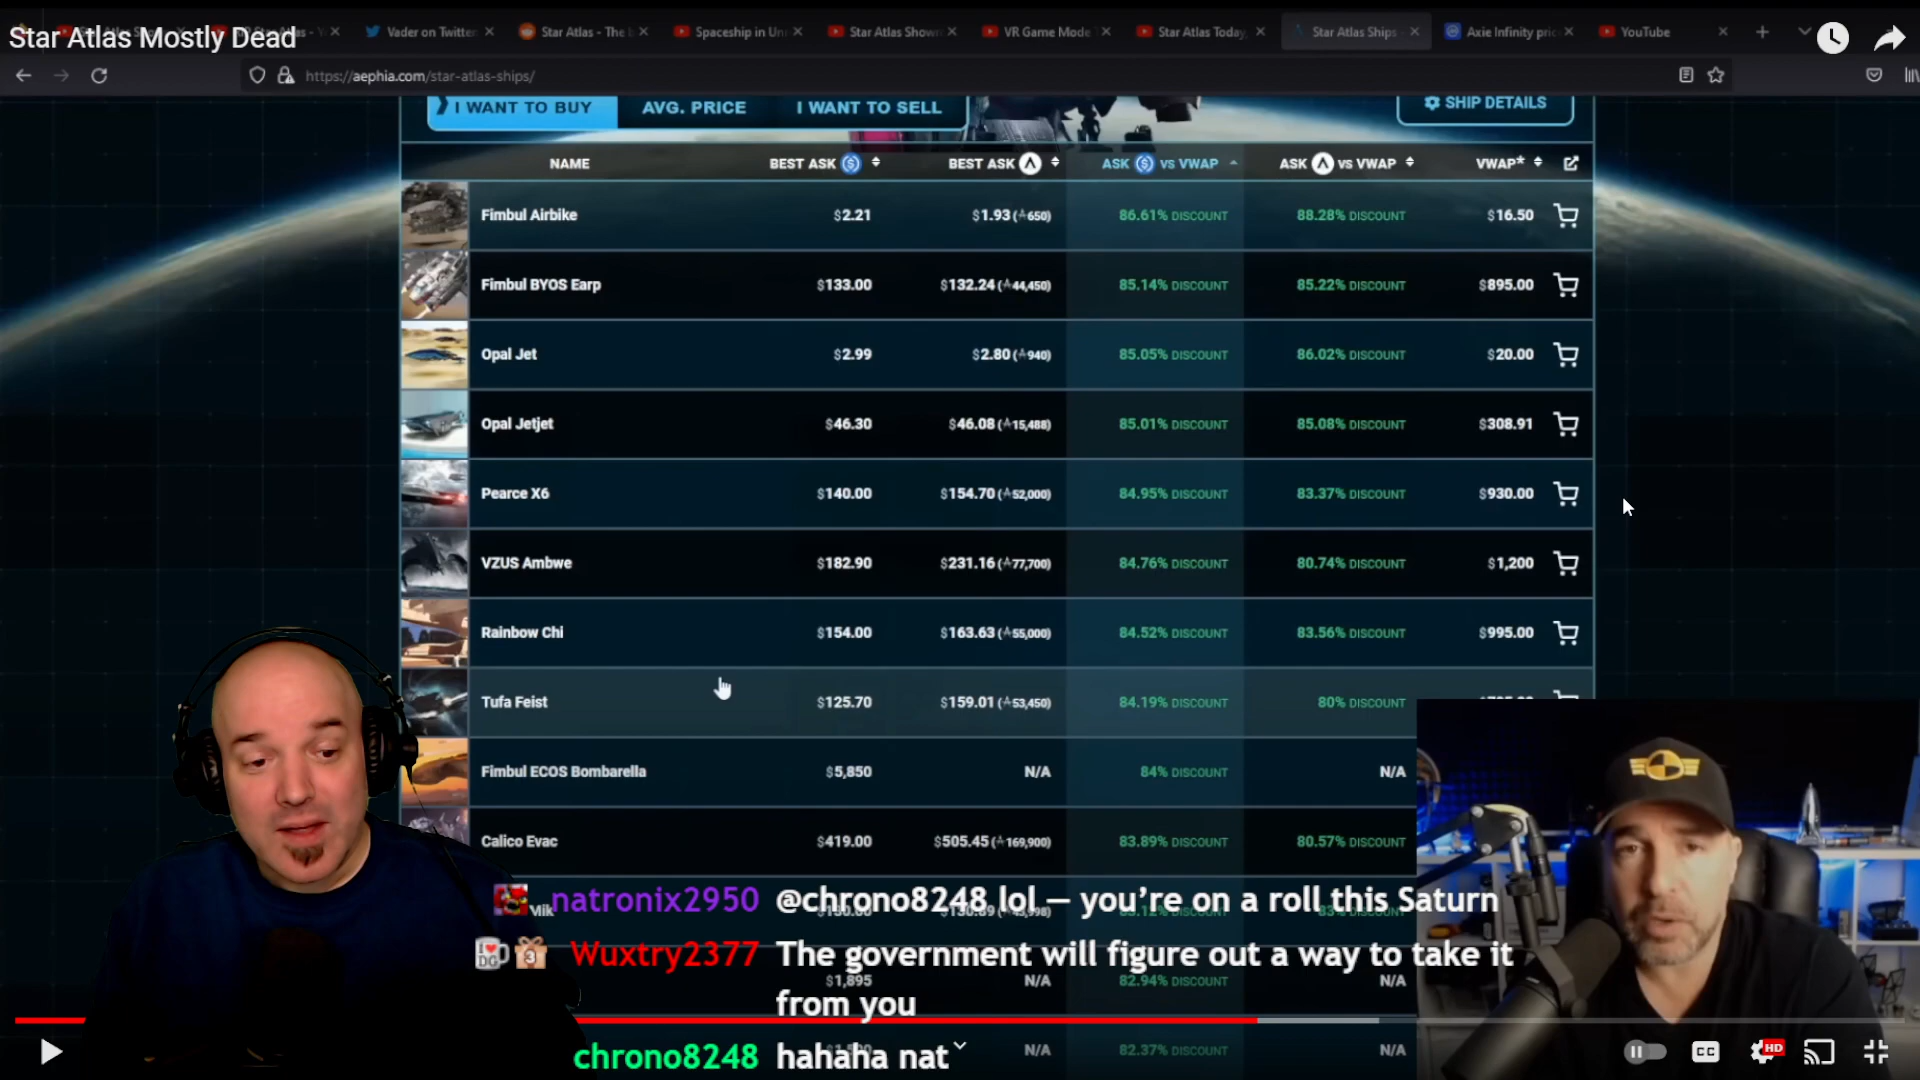 Star Atlas Mostly Dead
Vader on Twitter
Star Atlas - The b
Spaceship in Un
Star Atlas Shown
VR Game Mode
Star Atlas Today,
Star Atlas Ships -
Axie Infinity pric
YouTube
https://aephia.com/star-atlas-ships/
I WANT TO BUY AVG. PRICE I WANT TO SELL SHIP DETAILS
NAME BEST ASK BEST ASK ASK VS VWAP ASK VS VWAP VWAP*
Fimbul Airbike $2.21 $1.93 (650) 86.61% DISCOUNT 88.28% DISCOUNT $16.50
Fimbul BYOS Earp $133.00 $132.24 (44,450) 85.14% DISCOUNT 85.22% DISCOUNT $895.00
Opal Jet $2.99 $2.80 (940) 85.05% DISCOUNT 86.02% DISCOUNT $20.00
Opal Jetjet $46.30 $46.08 (15,488) 85.01% DISCOUNT 85.08% DISCOUNT $308.91
Pearce X6 $140.00 $154.70 (52,000) 84.95% DISCOUNT 83.37% DISCOUNT $930.00
VZUS Ambwe $182.90 $231.16 (77,700) 84.76% DISCOUNT 80.74% DISCOUNT $1,200
Rainbow Chi $154.00 $163.63 (55,000) 84.52% DISCOUNT 83.56% DISCOUNT $995.00
Tufa Feist $125.70 $159.01 (53,450) 84.19% DISCOUNT 80% DISCOUNT
Fimbul ECOS Bombarella $5,850 N/A 84% DISCOUNT N/A
Calico Evac $419.00 $505.45 (169,900) 83.89% DISCOUNT 80.57% DISCOUNT
natronix2950 @chrono8248 lol — you're on a roll this Saturn
Wuxtry2377 The government will figure out a way to take it
$1,895 N/A 82.94% DISCOUNT N/A
from you
chrono8248 hahaha nat
N/A 82.37% DISCOUNT N/A
CC HD